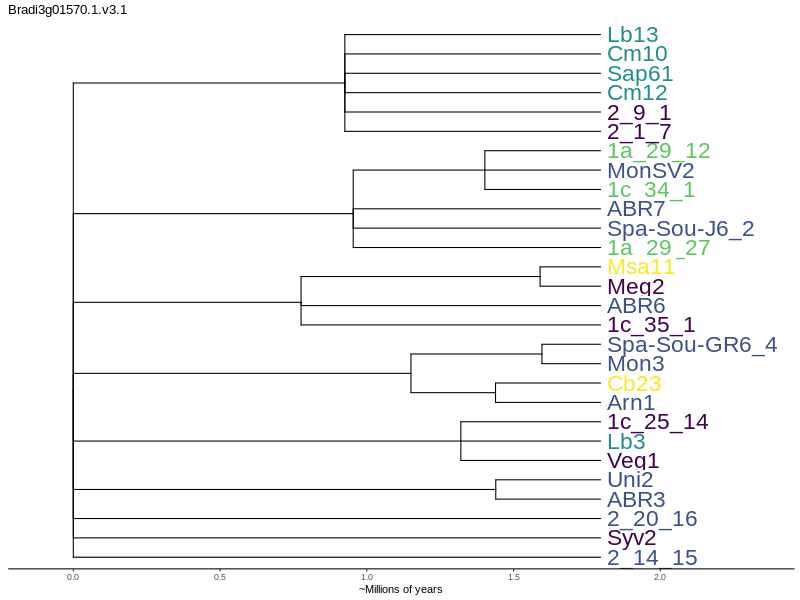 Bradi3g01570.1.v3.1
Lb13
Cm10
Sap61
Cm12
2_9_1
2_1_7
1a_29_12
MonSV2
1c_34_1
ABR7
Spa-Sou-J6_2
1a_29_27
Msa11
Meg2
ABR6
1c_35_1
Spa-Sou-GR6_4
Mon3
Cb23
Arn1
1c_25_14
Lb3
Veg1
Uni2
ABR3
2_20_16
Syv2
2_14_15
0.0 0.5 1.0 1.5 2.0
~Millions of years